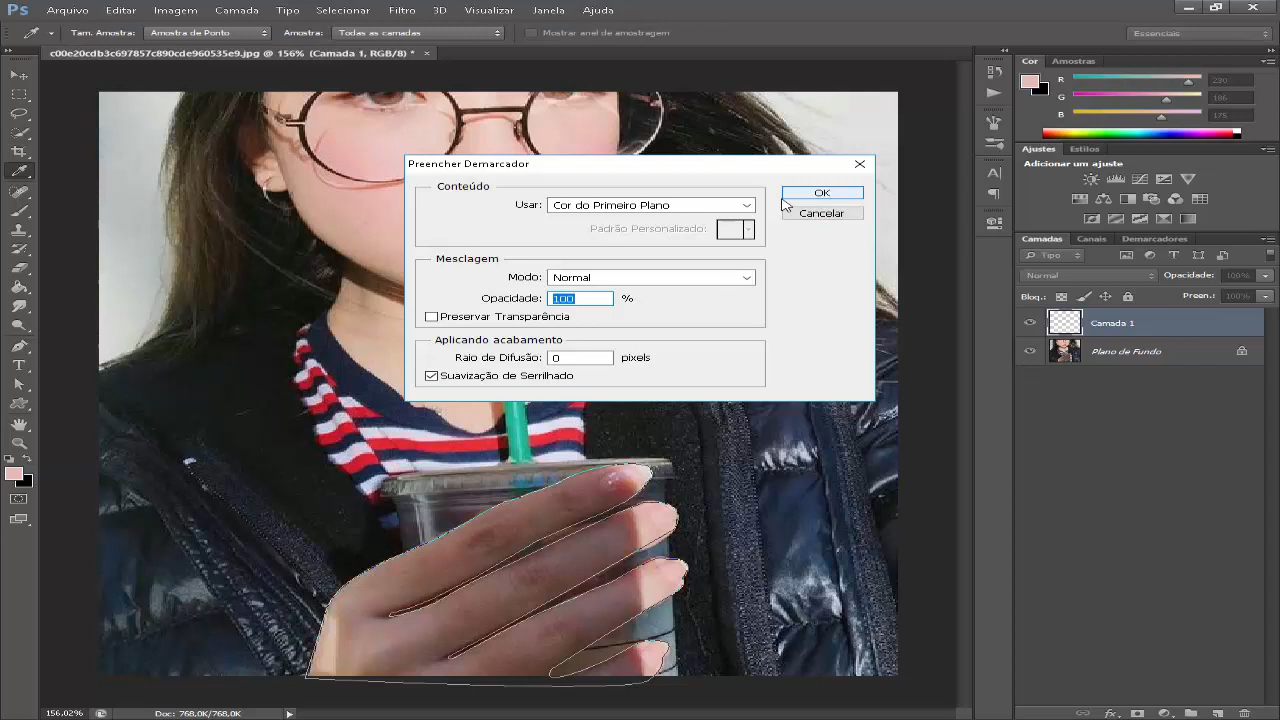 Ps Arquivo Editar Imagem Camada Tipo Selecionar Filtro 3D Visualizar Janela Ajuda
Tam. Amostra: Amostra de Ponto Amostra: Todas as camadas Mostrar anel de amostragem Essenciais
c00e20cdb3c697857c890cde960535e9.jpg @ 156% (Camada 1, RGB/8) * ×
Preencher Demarcador
Conteúdo
OK
Usar: Cor do Primeiro Plano
Cancelar
Padrão Personalizado:
Mesclagem
Modo: Normal
Opacidade: 100 %
Preservar Transparência
Aplicando acabamento
Raio de Difusão: 0 pixels
Suavização de Serrilhado
Cor Amostras
R 230
G 186
B 175
Ajustes Estilos
Adicionar um ajuste
Camadas Canais Demarcadores
Tipo
Normal Opacidade: 100%
Bloq.: Preen.: 100%
Camada 1
Plano de Fundo
156,02% Doc: 768,0K/768,0K